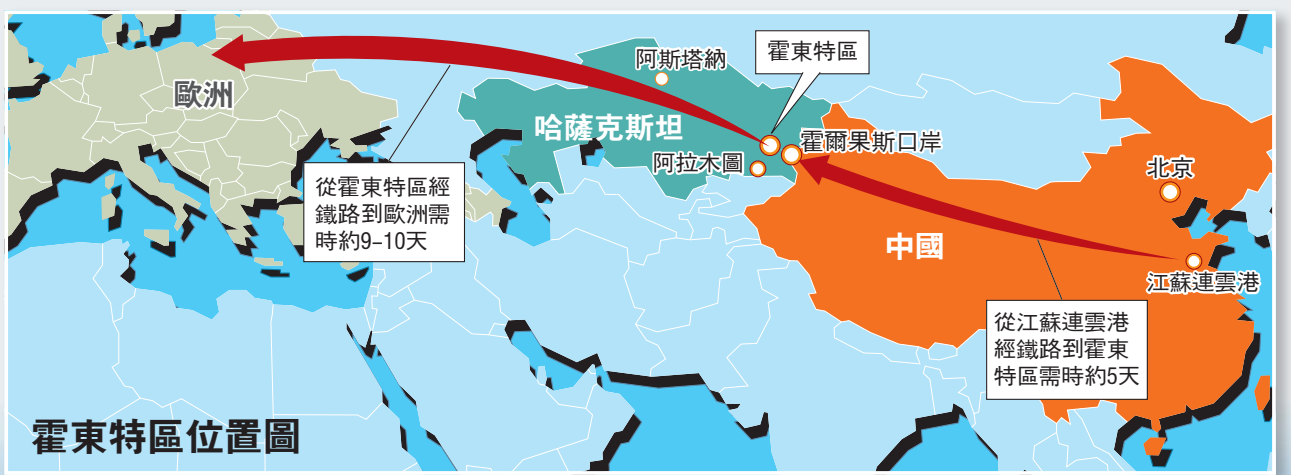 阿斯塔納
霍東特區
歐洲
哈薩克斯坦
霍爾果斯口岸
阿拉木圖
北京
從霍東特區經
鐵路到歐洲需
時約9-10天
中國
江蘇連雲港
從江蘇連雲港
經鐵路到霍東
特區需時約5天
霍東特區位置圖